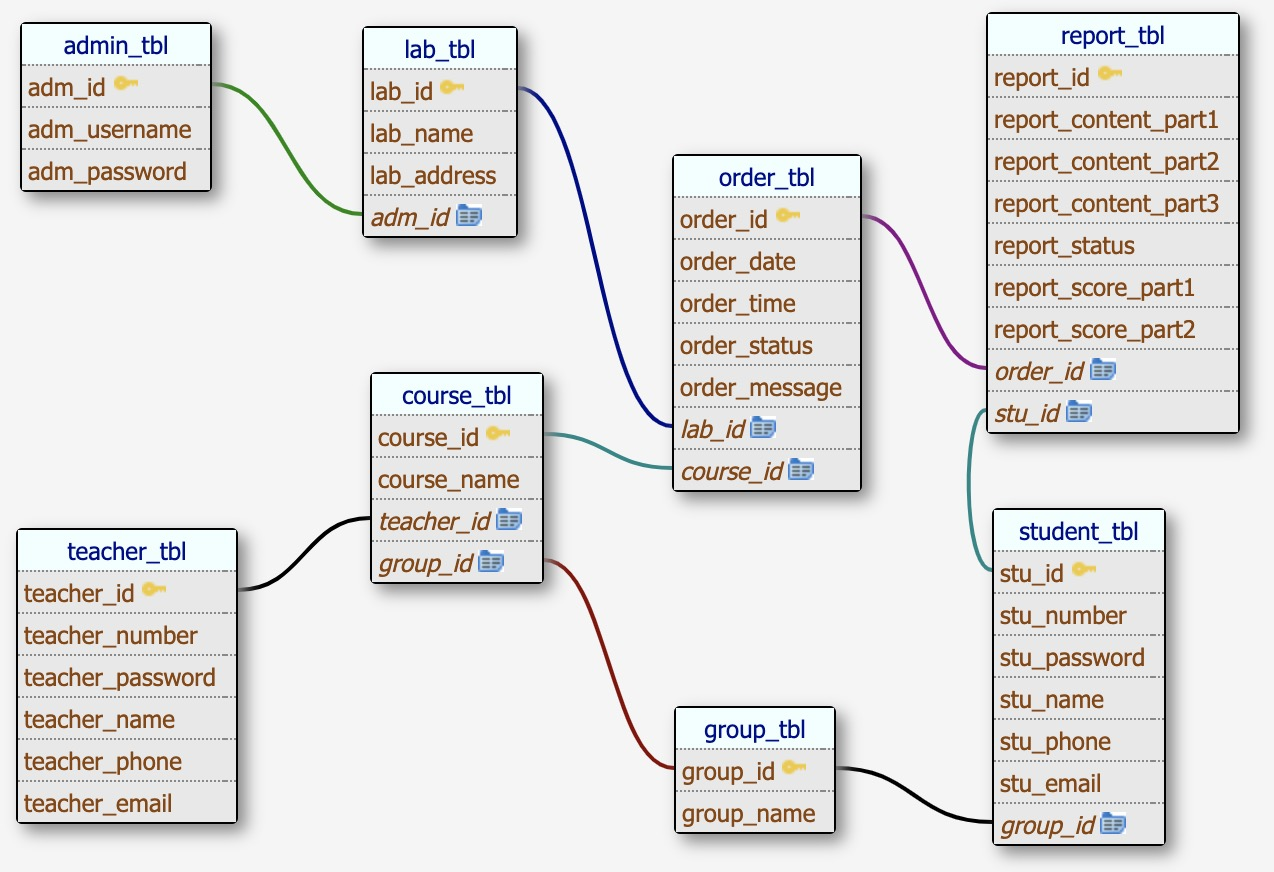 admin_tbl
adm_id
adm_username
adm_password
lab_tbl
lab_id
lab_name
lab_address
adm_id
report_tbl
report_id
report_content_part1
report_content_part2
report_content_part3
report_status
report_score_part1
report_score_part2
order_id
stu_id
order_tbl
order_id
order_date
order_time
order_status
order_message
lab_id
course_id
course_tbl
course_id
course_name
teacher_id
group_id
teacher_tbl
teacher_id
teacher_number
teacher_password
teacher_name
teacher_phone
teacher_email
student_tbl
stu_id
stu_number
stu_password
stu_name
stu_phone
stu_email
group_id
group_tbl
group_id
group_name